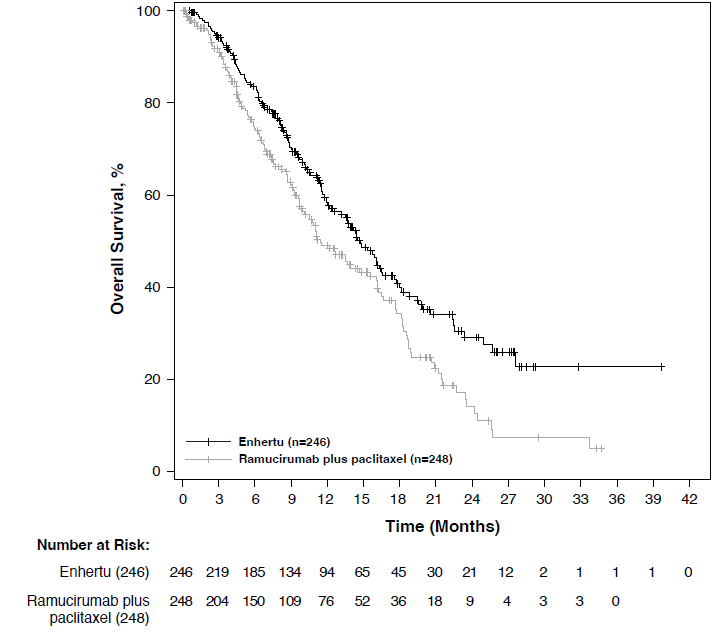 100
80
60
40
20
0
Overall Survival, %
Enhertu (n=246)
Ramucirumab plus paclitaxel (n=248)
0 3 6 9 12 15 18 21 24 27 30 33 36 39 42
Time (Months)
Number at Risk:
Enhertu (246) 246 219 185 134 94 65 45 30 21 12 2 1 1 1 0
Ramucirumab plus 248 204 150 109 76 52 36 18 9 4 3 3 0
paclitaxel (248)